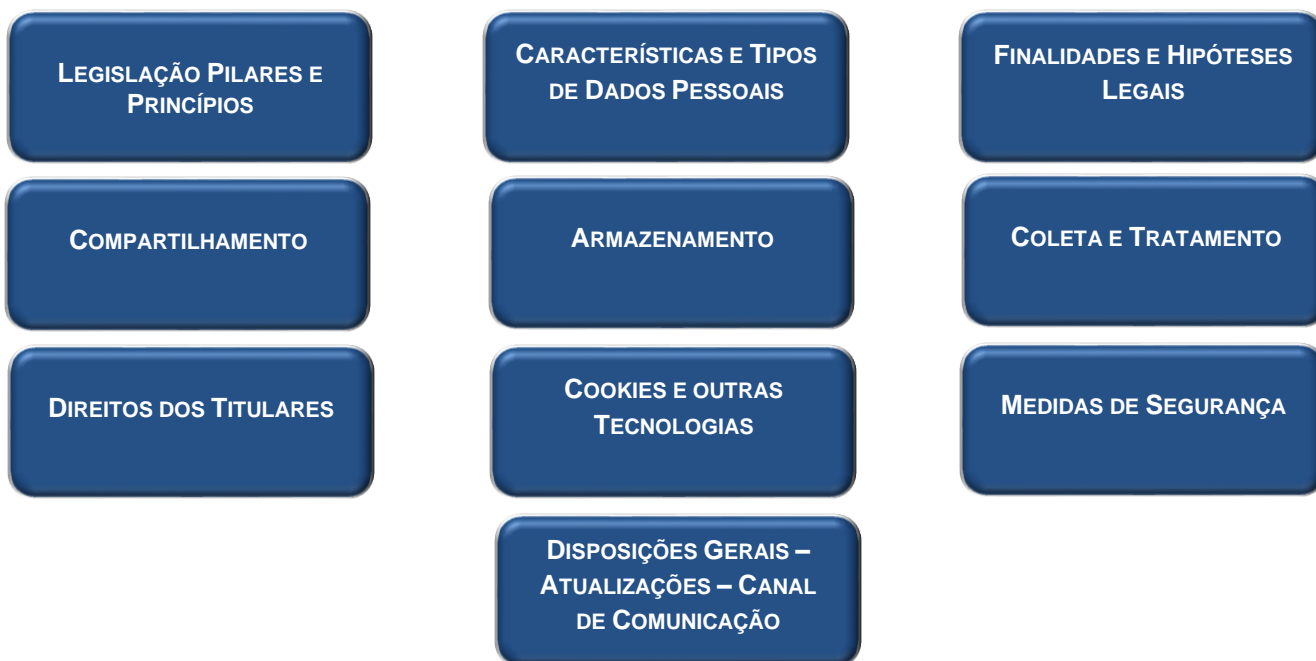 LEGISLAÇÃO PILARES E
PRINCÍPIOS
CARACTERÍSTICAS E TIPOS
DE DADOS PESSOAIS
FINALIDADES E HIPÓTESES
LEGAIS
COMPARTILHAMENTO
ARMAZENAMENTO
COLETA E TRATAMENTO
DIREITOS DOS TITULARES
COOKIES E OUTRAS
TECNOLOGIAS
MEDIDAS DE SEGURANÇA
DISPOSIÇÕES GERAIS –
ATUALIZAÇÕES – CANAL
DE COMUNICAÇÃO